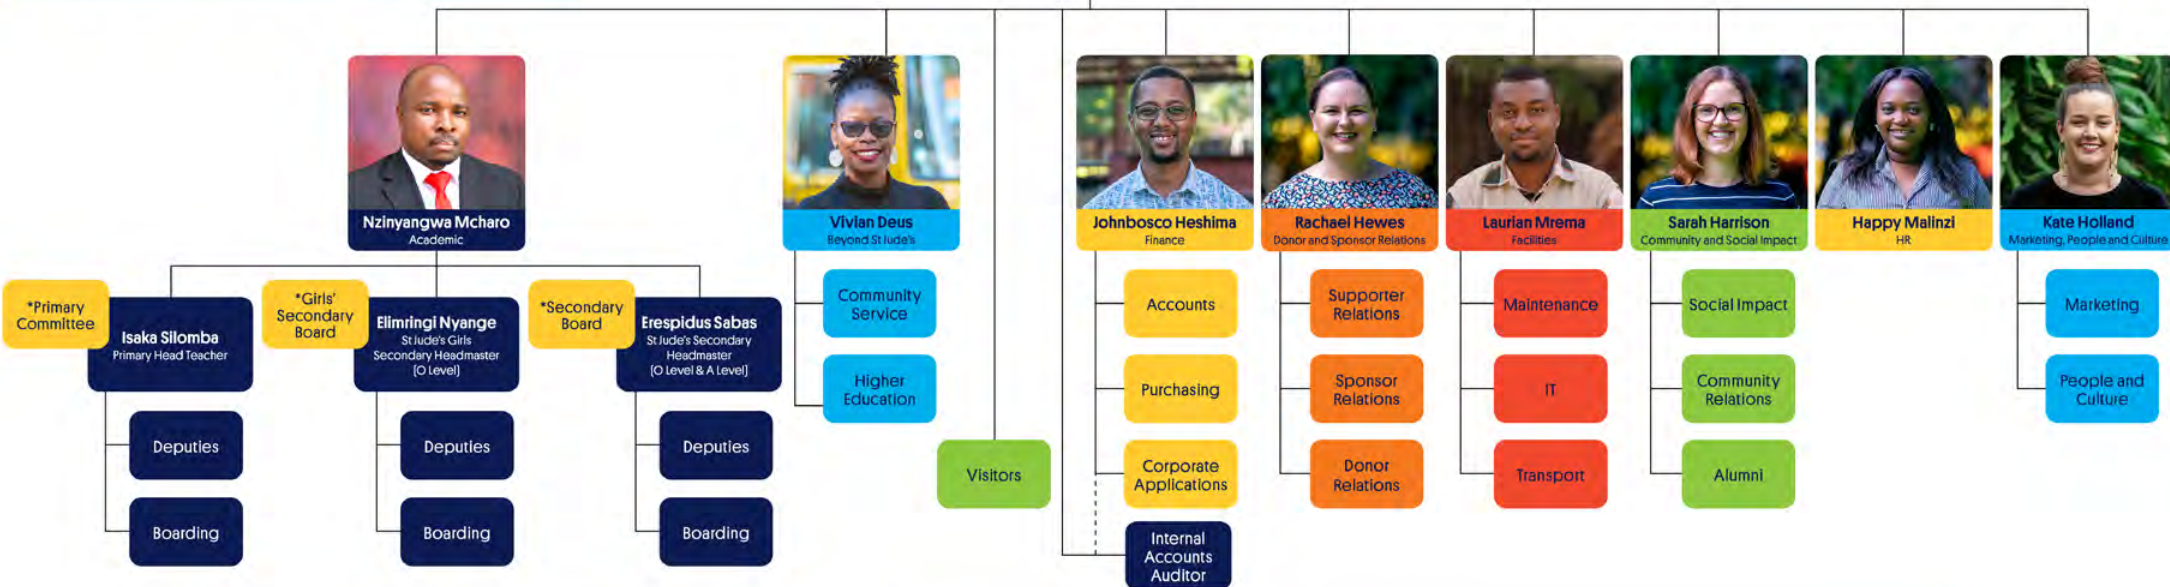 Nzinyangwa Mcharo
Academic
Vivian Deus
Beyond St Jude's
Johnbosco Heshima
Finance
Rachael Hewes
Donor and Sponsor Relations
Laurian Mrema
Facilities
Sarah Harrison
Community and Social Impact
Happy Malinzi
HR
Kate Holland
Marketing, People and Culture
*Primary
Committee
Isaka Silomba
Primary Head Teacher
Deputies
Boarding
*Girls'
Secondary
Board
Elimringi Nyange
St Jude's Girls
Secondary Headmaster
(O Level)
Deputies
Boarding
*Secondary
Board
Erespidus Sabas
St Jude's Secondary
Headmaster
(O Level & A Level)
Deputies
Boarding
Community
Service
Higher
Education
Visitors
Accounts
Purchasing
Corporate
Applications
Internal
Accounts
Auditor
Supporter
Relations
Sponsor
Relations
Donor
Relations
Maintenance
IT
Transport
Social Impact
Community
Relations
Alumni
Marketing
People and
Culture